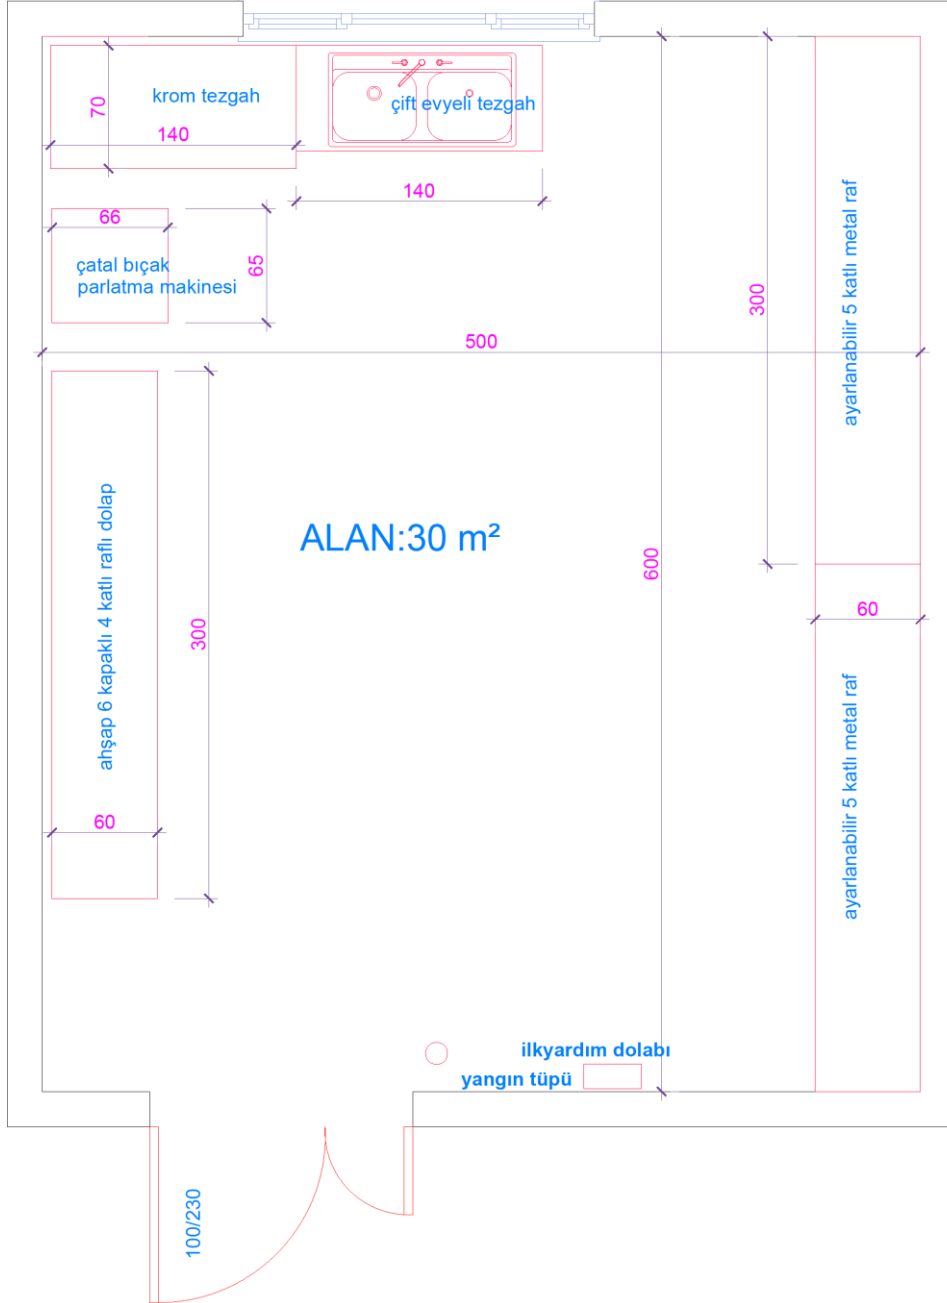 krom tezgah
70
140
çift evyeli tezgah
140
66
65
çatal bıçak
parlatma makinesi
300
ayarlanabilir 5 katlı metal raf
500
ahşap 6 kapaklı 4 katlı raflı dolap
ALAN:30 m²
600
300
60
60
ayarlanabilir 5 katlı metal raf
ilkyardım dolabı
yangın tüpü
100/230